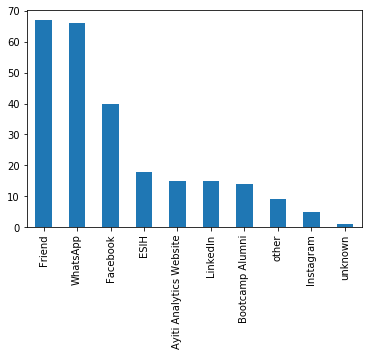 70
60
50
40
30
20
10
0
Friend
WhatsApp
Facebook
ESIH
Ayiti Analytics Website
LinkedIn
Bootcamp Alumni
other
Instagram
unknown